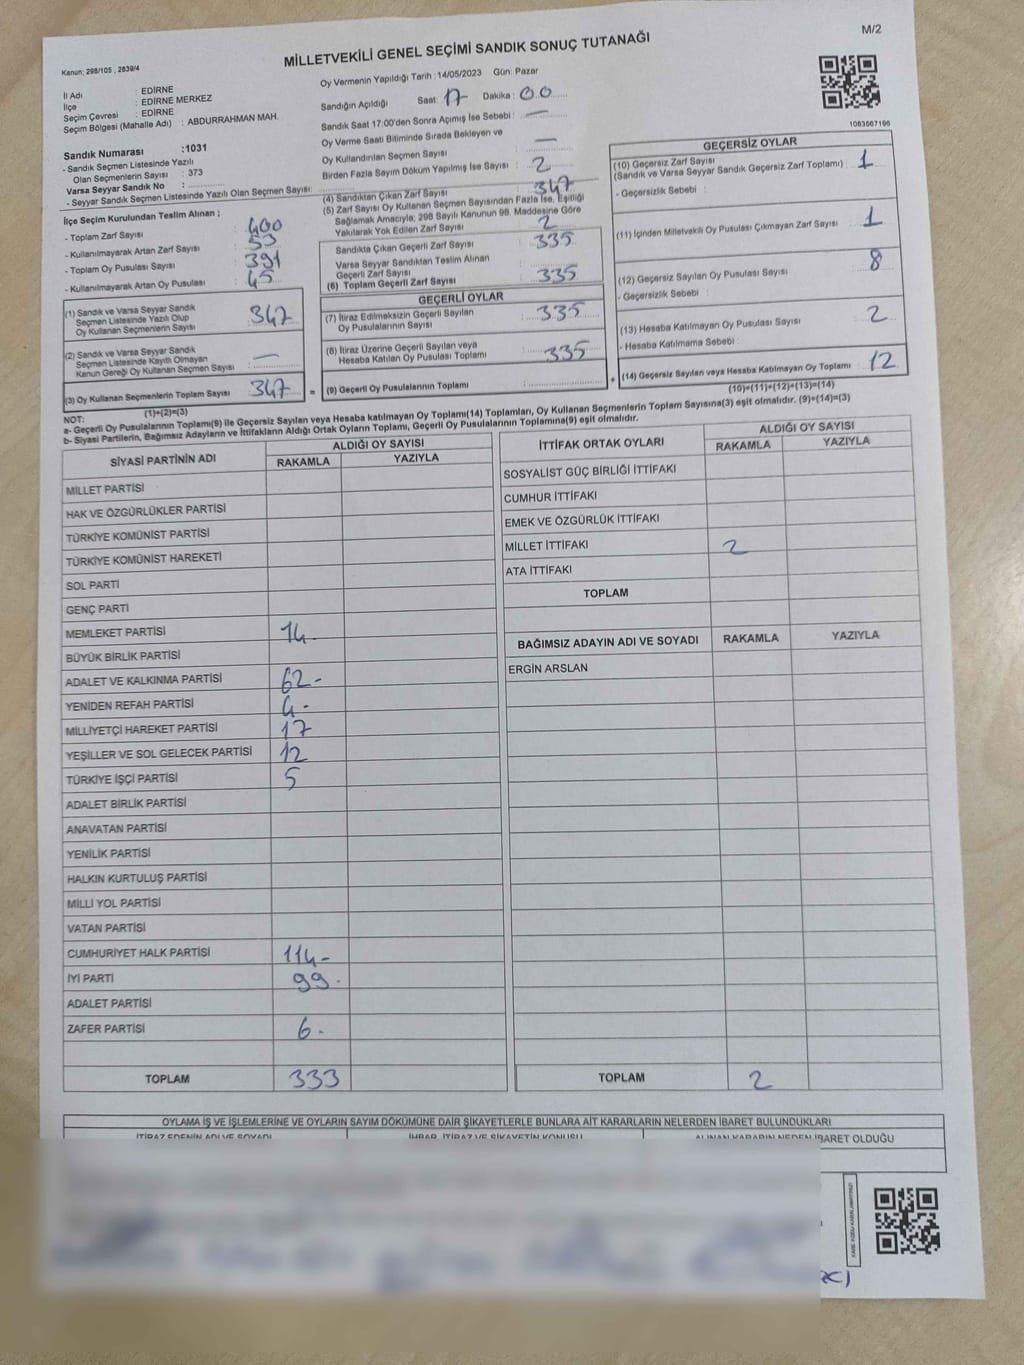 M/2
MİLLETVEKİLİ GENEL SEÇİMİ SANDIK SONUÇ TUTANAĞI
Kanun; 298/105 , 2839/4
İl Adı : EDİRNE
İlçe : EDİRNE MERKEZ
Seçim Çevresi : EDİRNE
Seçim Bölgesi (Mahalle Adı) : ABDURRAHMAN MAH.
Sandık Numarası :1031
- Sandık Seçmen Listesinde Yazılı
Olan Seçmenlerin Sayısı : 373
Varsa Seyyar Sandık No :
- Seyyar Sandık Seçmen Listesinde Yazılı Olan Seçmen Sayısı:
İlçe Seçim Kurulundan Teslim Alınan ;
- Toplam Zarf Sayısı : 400
- Kullanılmayarak Artan Zarf Sayısı : 53
- Toplam Oy Pusulası Sayısı : 391
- Kullanılmayarak Artan Oy Pusulası : 45
(1) Sandık ve Varsa Seyyar Sandık
Seçmen Listesinde Yazılı Olup
Oy Kullanan Seçmenlerin Sayısı : 347
(2) Sandık ve Varsa Seyyar Sandık
Seçmen Listesinde Kayıtlı Olmayan
Kanun Gereği Oy Kullanan Seçmen Sayısı : —
(3) Oy Kullanan Seçmenlerin Toplam Sayısı : 347
(1)+(2)=(3)
Oy Vermenin Yapıldığı Tarih :14/05/2023 Gün: Pazar
Sandığın Açıldığı Saat: 17 Dakika : 00
Sandık Saat 17:00'den Sonra Açımış İse Sebebi : —
Oy Verme Saati Bitiminde Sırada Bekleyen ve
Oy Kullandırılan Seçmen Sayısı : —
Birden Fazla Sayım Dökum Yapılmış İse Sayısı : 2
(4) Sandıktan Çıkan Zarf Sayısı : 347
(5) Zarf Sayısı Oy Kullanan Seçmen Sayısından Fazla İse, Eşitliği
Sağlamak Amacıyla; 298 Sayılı Kanunun 98. Maddesine Göre
Yakılarak Yok Edilen Zarf Sayısı : 2
Sandıkta Çıkan Geçerli Zarf Sayısı : 335
Varsa Seyyar Sandıktan Teslim Alınan
Geçerli Zarf Sayısı :
(6) Toplam Geçerli Zarf Sayısı : 335
GEÇERLİ OYLAR
(7) İtiraz Edilmeksizin Geçerli Sayılan
Oy Pusulalarının Sayısı : 335
(8) İtiraz Üzerine Geçerli Sayılan veya
Hesaba Katılan Oy Pusulası Toplamı : 335
= (9) Geçerli Oy Pusulalarının Toplamı :
1063667196
GEÇERSİZ OYLAR
(10) Geçersiz Zarf Sayısı : 1
(Sandık ve Varsa Seyyar Sandık Geçersiz Zarf Toplamı)
- Geçersizlik Sebebi :
(11) İçinden Milletvekili Oy Pusulası Çıkmayan Zarf Sayısı : 1
(12) Geçersiz Sayılan Oy Pusulası Sayısı : 8
- Geçersizlik Sebebi :
(13) Hesaba Katılmayan Oy Pusulası Sayısı : 2
- Hesaba Katılmama Sebebi :
+ (14) Geçersiz Sayılan veya Hesaba Katılmayan Oy Toplamı : 12
(10)+(11)+(12)+(13)=(14)
NOT:
a- Geçerli Oy Pusulalarının Toplamı(9) ile Geçersiz Sayılan veya Hesaba katılmayan Oy Toplamı(14) Toplamları, Oy Kullanan Seçmenlerin Toplam Sayısına(3) eşit olmalıdır. (9)+(14)=(3)
b- Siyasi Partilerin, Bağımsız Adayların ve İttifakların Aldığı Ortak Oyların Toplamı, Geçerli Oy Pusulalarının Toplamına(9) eşit olmalıdır.
SİYASİ PARTİNİN ADI ALDIĞI OY SAYISI
RAKAMLA YAZIYLA
MİLLET PARTİSİ
HAK VE ÖZGÜRLÜKLER PARTİSİ
TÜRKİYE KOMÜNİST PARTİSİ
TÜRKİYE KOMÜNİST HAREKETİ
SOL PARTİ
GENÇ PARTİ
MEMLEKET PARTİSİ 14
BÜYÜK BİRLİK PARTİSİ
ADALET VE KALKINMA PARTİSİ 62-
YENİDEN REFAH PARTİSİ 4-
MİLLİYETÇİ HAREKET PARTİSİ 17
YEŞİLLER VE SOL GELECEK PARTİSİ 12
TÜRKİYE İŞÇİ PARTİSİ 5
ADALET BİRLİK PARTİSİ
ANAVATAN PARTİSİ
YENİLİK PARTİSİ
HALKIN KURTULUŞ PARTİSİ
MİLLİ YOL PARTİSİ
VATAN PARTİSİ
CUMHURİYET HALK PARTİSİ 114-
İYİ PARTİ 99-
ADALET PARTİSİ
ZAFER PARTİSİ 6-
TOPLAM 333
İTTİFAK ORTAK OYLARI ALDIĞI OY SAYISI
RAKAMLA YAZIYLA
SOSYALİST GÜÇ BİRLİĞİ İTTİFAKI
CUMHUR İTTİFAKI
EMEK VE ÖZGÜRLÜK İTTİFAKI
MİLLET İTTİFAKI 2
ATA İTTİFAKI
TOPLAM
BAĞIMSIZ ADAYIN ADI VE SOYADI RAKAMLA YAZIYLA
ERGİN ARSLAN
TOPLAM 2
OYLAMA İŞ VE İŞLEMLERİNE VE OYLARIN SAYIM DÖKÜMÜNE DAİR ŞİKAYETLERLE BUNLARA AİT KARARLARIN NELERDEN İBARET BULUNDUKLARI
İTİRAZ EDENİN ADI VE SOYADI İHBAR, İTİRAZ VE ŞİKAYETİN KONUSU ALINAN KARARIN NEDEN İBARET OLDUĞU